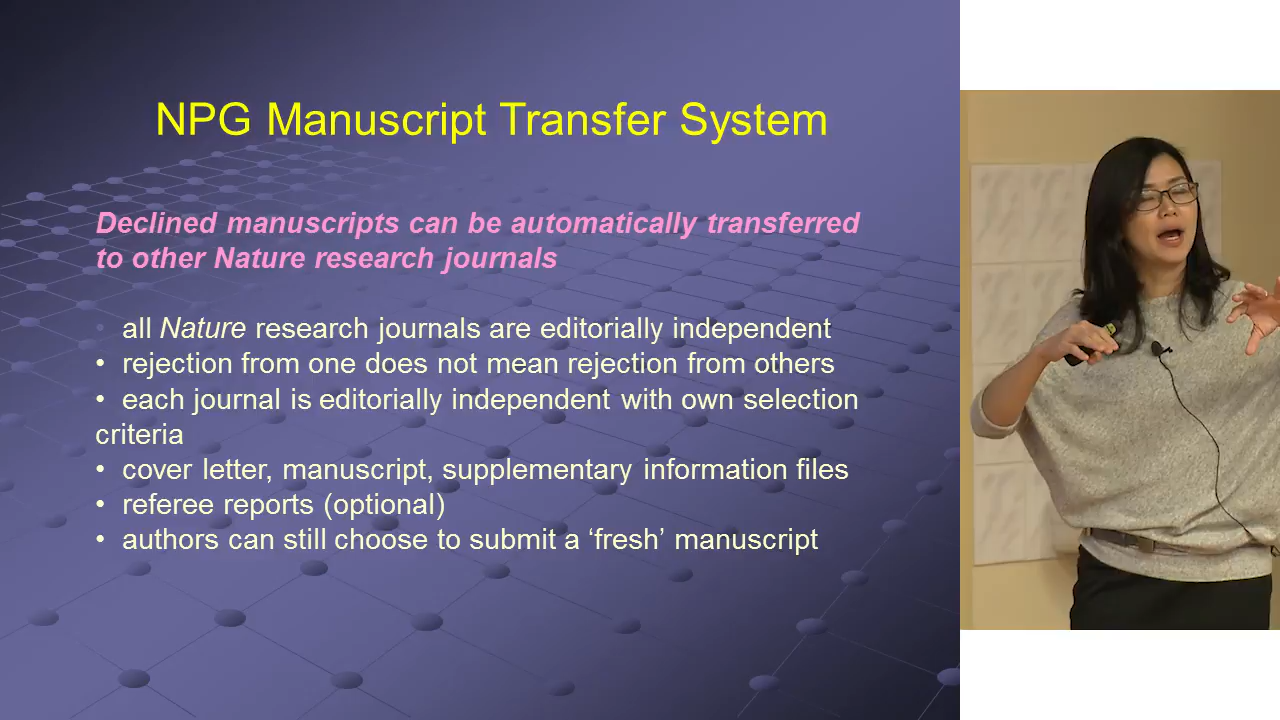 NPG Manuscript Transfer System
Declined manuscripts can be automatically transferred
to other Nature research journals
• all Nature research journals are editorially independent
• rejection from one does not mean rejection from others
• each journal is editorially independent with own selection
criteria
• cover letter, manuscript, supplementary information files
• referee reports (optional)
• authors can still choose to submit a ‘fresh’ manuscript